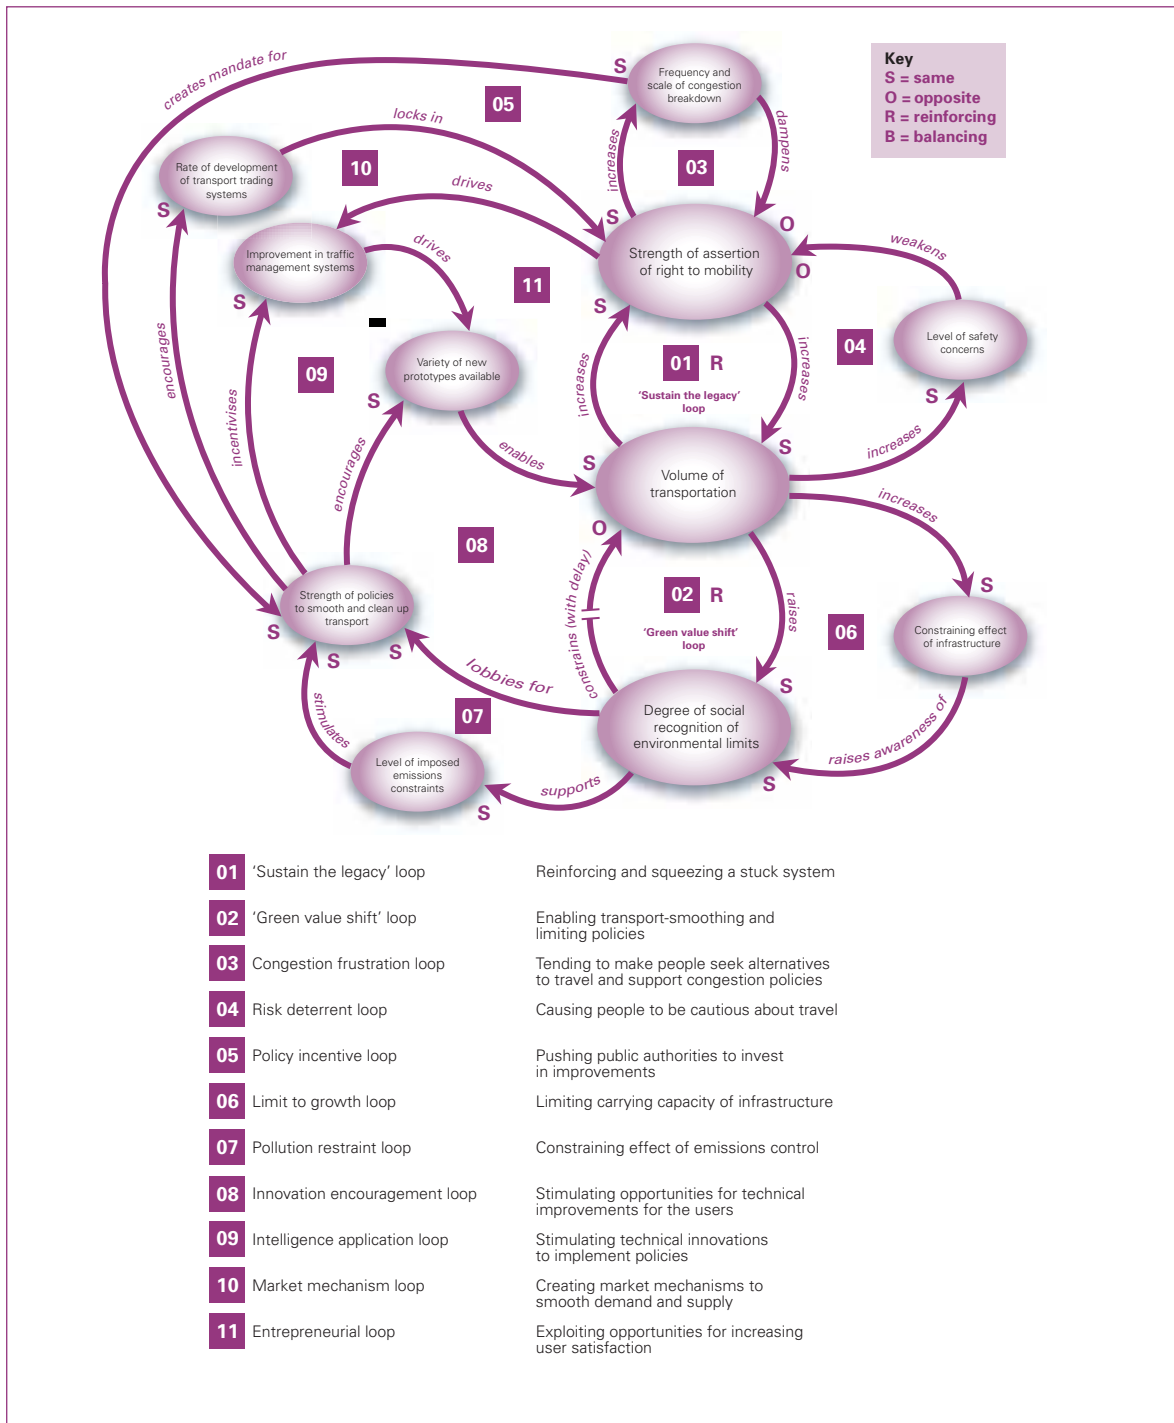 creates mandate for
S
Frequency and
scale of congestion
breakdown
Key
S = same
O = opposite
R = reinforcing
B = balancing
05
locks in
increases
dampens
03
10
Rate of development
of transport trading
systems
S
drives
S
O
Strength of assertion
of right to mobility
O
weakens
Improvement in traffic
management systems
S
drives
11
S
encourages
incentivises
09
Variety of new
prototypes available
S
increases
01
R
'Sustain the legacy'
loop
increases
04
Level of safety
concerns
S
encourages
enables
S
S
increases
Volume of
transportation
increases
O
08
constrains (with delay)
02
R
'Green value shift'
loop
raises
S
06
Constraining effect
of infrastructure
Strength of policies
to smooth and clean up
transport
S
S
S
lobbies for
S
stimulates
07
Degree of social
recognition of
environmental limits
raises awareness of
S
Level of imposed
emissions
constraints
S
supports
01
'Sustain the legacy' loop
Reinforcing and squeezing a stuck system
02
'Green value shift' loop
Enabling transport-smoothing and
limiting policies
03
Congestion frustration loop
Tending to make people seek alternatives
to travel and support congestion policies
04
Risk deterrent loop
Causing people to be cautious about travel
05
Policy incentive loop
Pushing public authorities to invest
in improvements
06
Limit to growth loop
Limiting carrying capacity of infrastructure
07
Pollution restraint loop
Constraining effect of emissions control
08
Innovation encouragement loop
Stimulating opportunities for technical
improvements for the users
09
Intelligence application loop
Stimulating technical innovations
to implement policies
10
Market mechanism loop
Creating market mechanisms to
smooth demand and supply
11
Entrepreneurial loop
Exploiting opportunities for increasing
user satisfaction